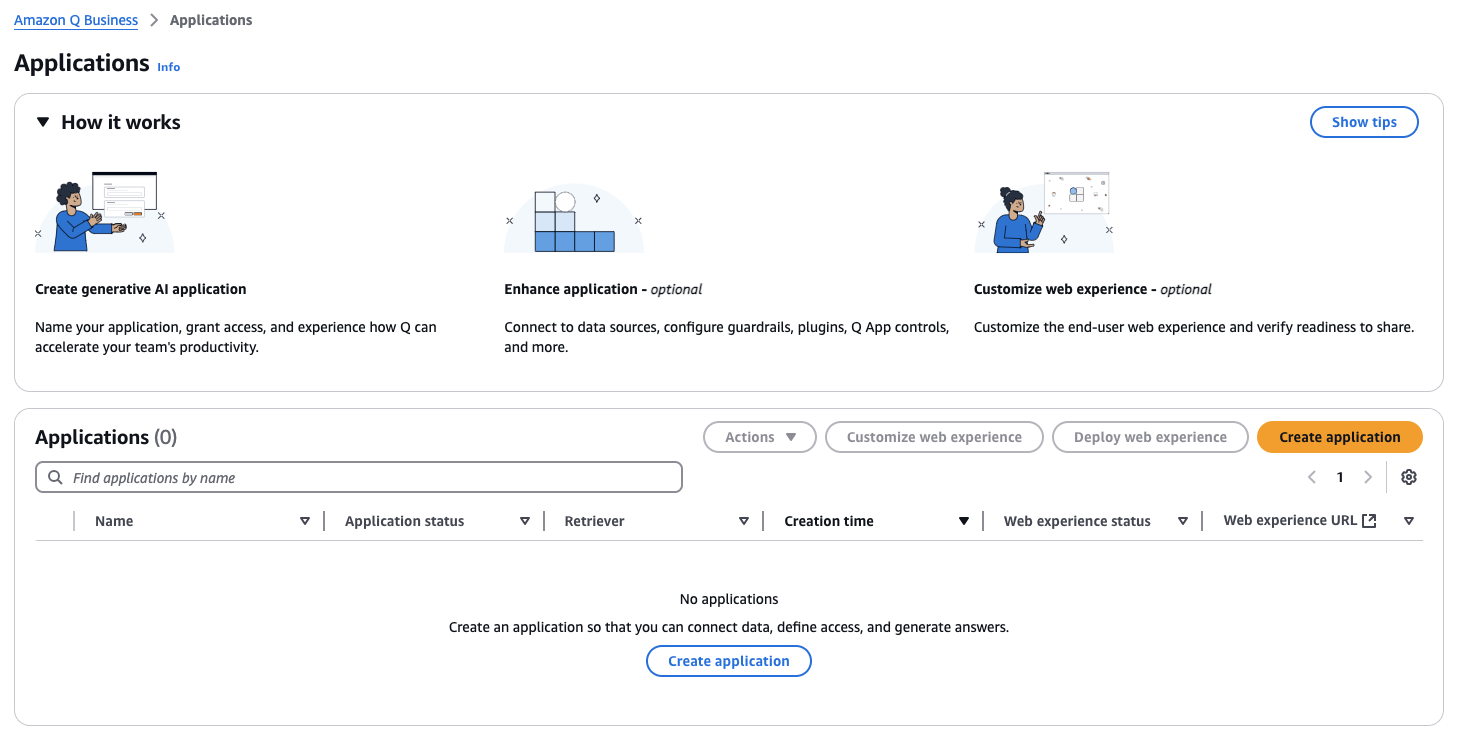 Amazon Q Business > Applications
Applications Info
How it works
Show tips
Create generative AI application
Name your application, grant access, and experience how Q can
accelerate your team's productivity.
Enhance application - optional
Connect to data sources, configure guardrails, plugins, Q App controls,
and more.
Customize web experience - optional
Customize the end-user web experience and verify readiness to share.
Applications (0)
Actions
Customize web experience
Deploy web experience
Create application
Find applications by name
1
Name
Application status
Retriever
Creation time
Web experience status
Web experience URL
No applications
Create an application so that you can connect data, define access, and generate answers.
Create application